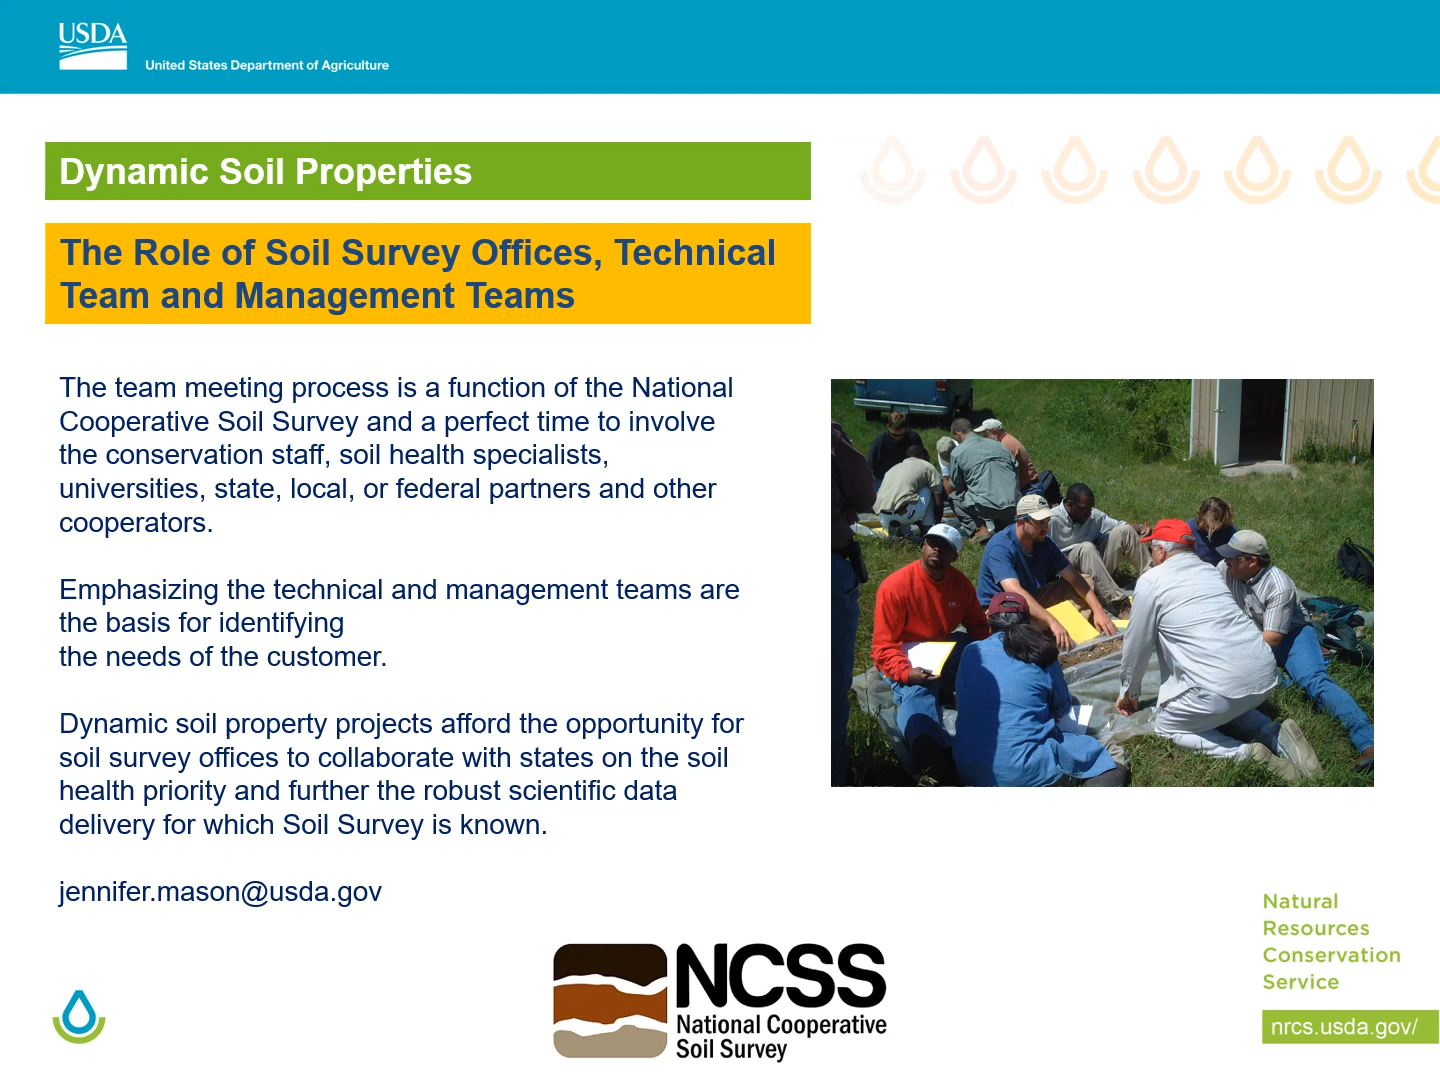 USDA
United States Department of Agriculture
Dynamic Soil Properties
The Role of Soil Survey Offices, Technical
Team and Management Teams
The team meeting process is a function of the National
Cooperative Soil Survey and a perfect time to involve
the conservation staff, soil health specialists,
universities, state, local, or federal partners and other
cooperators.
Emphasizing the technical and management teams are
the basis for identifying
the needs of the customer.
Dynamic soil property projects afford the opportunity for
soil survey offices to collaborate with states on the soil
health priority and further the robust scientific data
delivery for which Soil Survey is known.
jennifer.mason@usda.gov
NCSS
National Cooperative
Soil Survey
Natural
Resources
Conservation
Service
nrcs.usda.gov/